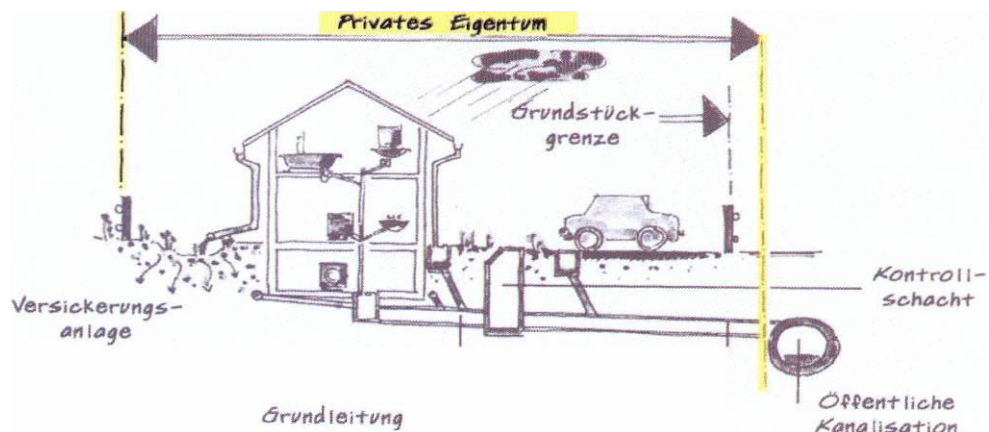 Privates Eigentum
Grundstück-
grenze
Kontroll-
schacht
Versickerungs-
anlage
Grundleitung
Öffentliche
Kanalisation